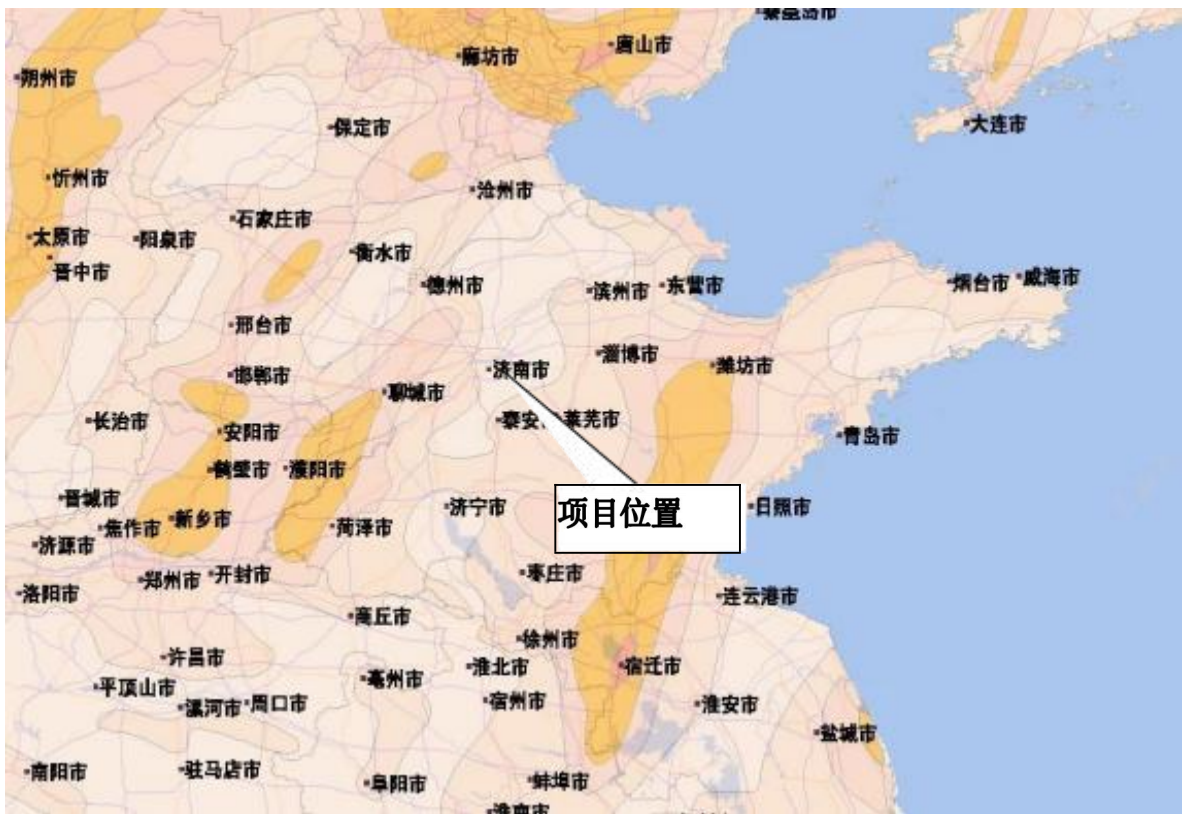 秦皇岛市
唐山市
廊坊市
朔州市
保定市
大连市
忻州市
沧州市
石家庄市
太原市
阳泉市
衡水市
晋中市
德州市
滨州市
东营市
烟台市
威海市
邢台市
淄博市
潍坊市
济南市
邯郸市
聊城市
长治市
泰安
莱芜市
安阳市
青岛市
鹤壁市
濮阳市
晋城市
新乡市
焦作市
菏泽市
济宁市
项目位置
日照市
济源市
郑州市
开封市
枣庄市
洛阳市
连云港市
商丘市
徐州市
许昌市
淮北市
宿迁市
平顶山市
亳州市
漯河市
周口市
宿州市
淮安市
盐城市
南阳市
驻马店市
阜阳市
蚌埠市
淮南市